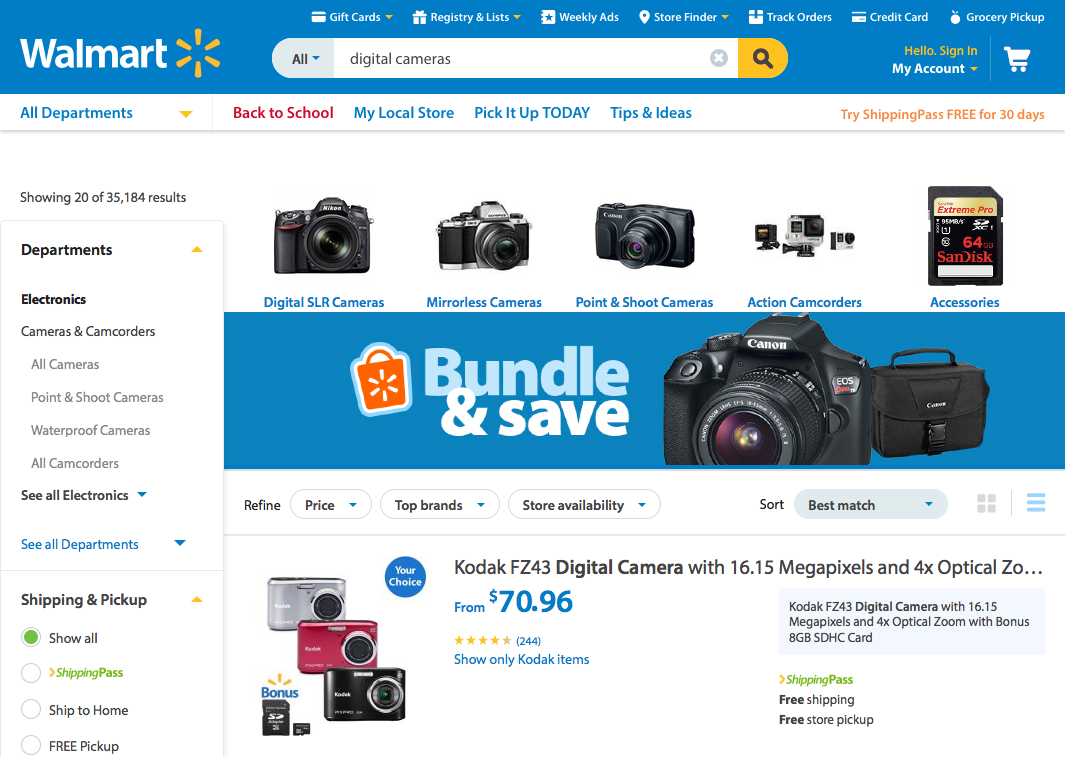 Gift Cards
Registry & Lists
Weekly Ads
Store Finder
Track Orders
Credit Card
Grocery Pickup
Walmart
All
digital cameras
Hello. Sign In
My Account
All Departments
Back to School
My Local Store
Pick It Up TODAY
Tips & Ideas
Try ShippingPass FREE for 30 days
Showing 20 of 35,184 results
Departments
Electronics
Cameras & Camcorders
All Cameras
Point & Shoot Cameras
Waterproof Cameras
All Camcorders
See all Electronics
See all Departments
Shipping & Pickup
Show all
ShippingPass
Ship to Home
FREE Pickup
Nikon
OLYMPUS
Canon
SanDisk
Extreme Pro
95MB/s
64GB
SanDisk
Digital SLR Cameras
Mirrorless Cameras
Point & Shoot Cameras
Action Camcorders
Accessories
Bundle
& save
Canon
EOS
Canon
Refine
Price
Top brands
Store availability
Sort
Best match
Your
Choice
Kodak
Kodak
Kodak
Bonus
Kodak FZ43 Digital Camera with 16.15 Megapixels and 4x Optical Zo...
From $70.96
(244)
Show only Kodak items
Kodak FZ43 Digital Camera with 16.15
Megapixels and 4x Optical Zoom with Bonus
8GB SDHC Card
ShippingPass
Free shipping
Free store pickup